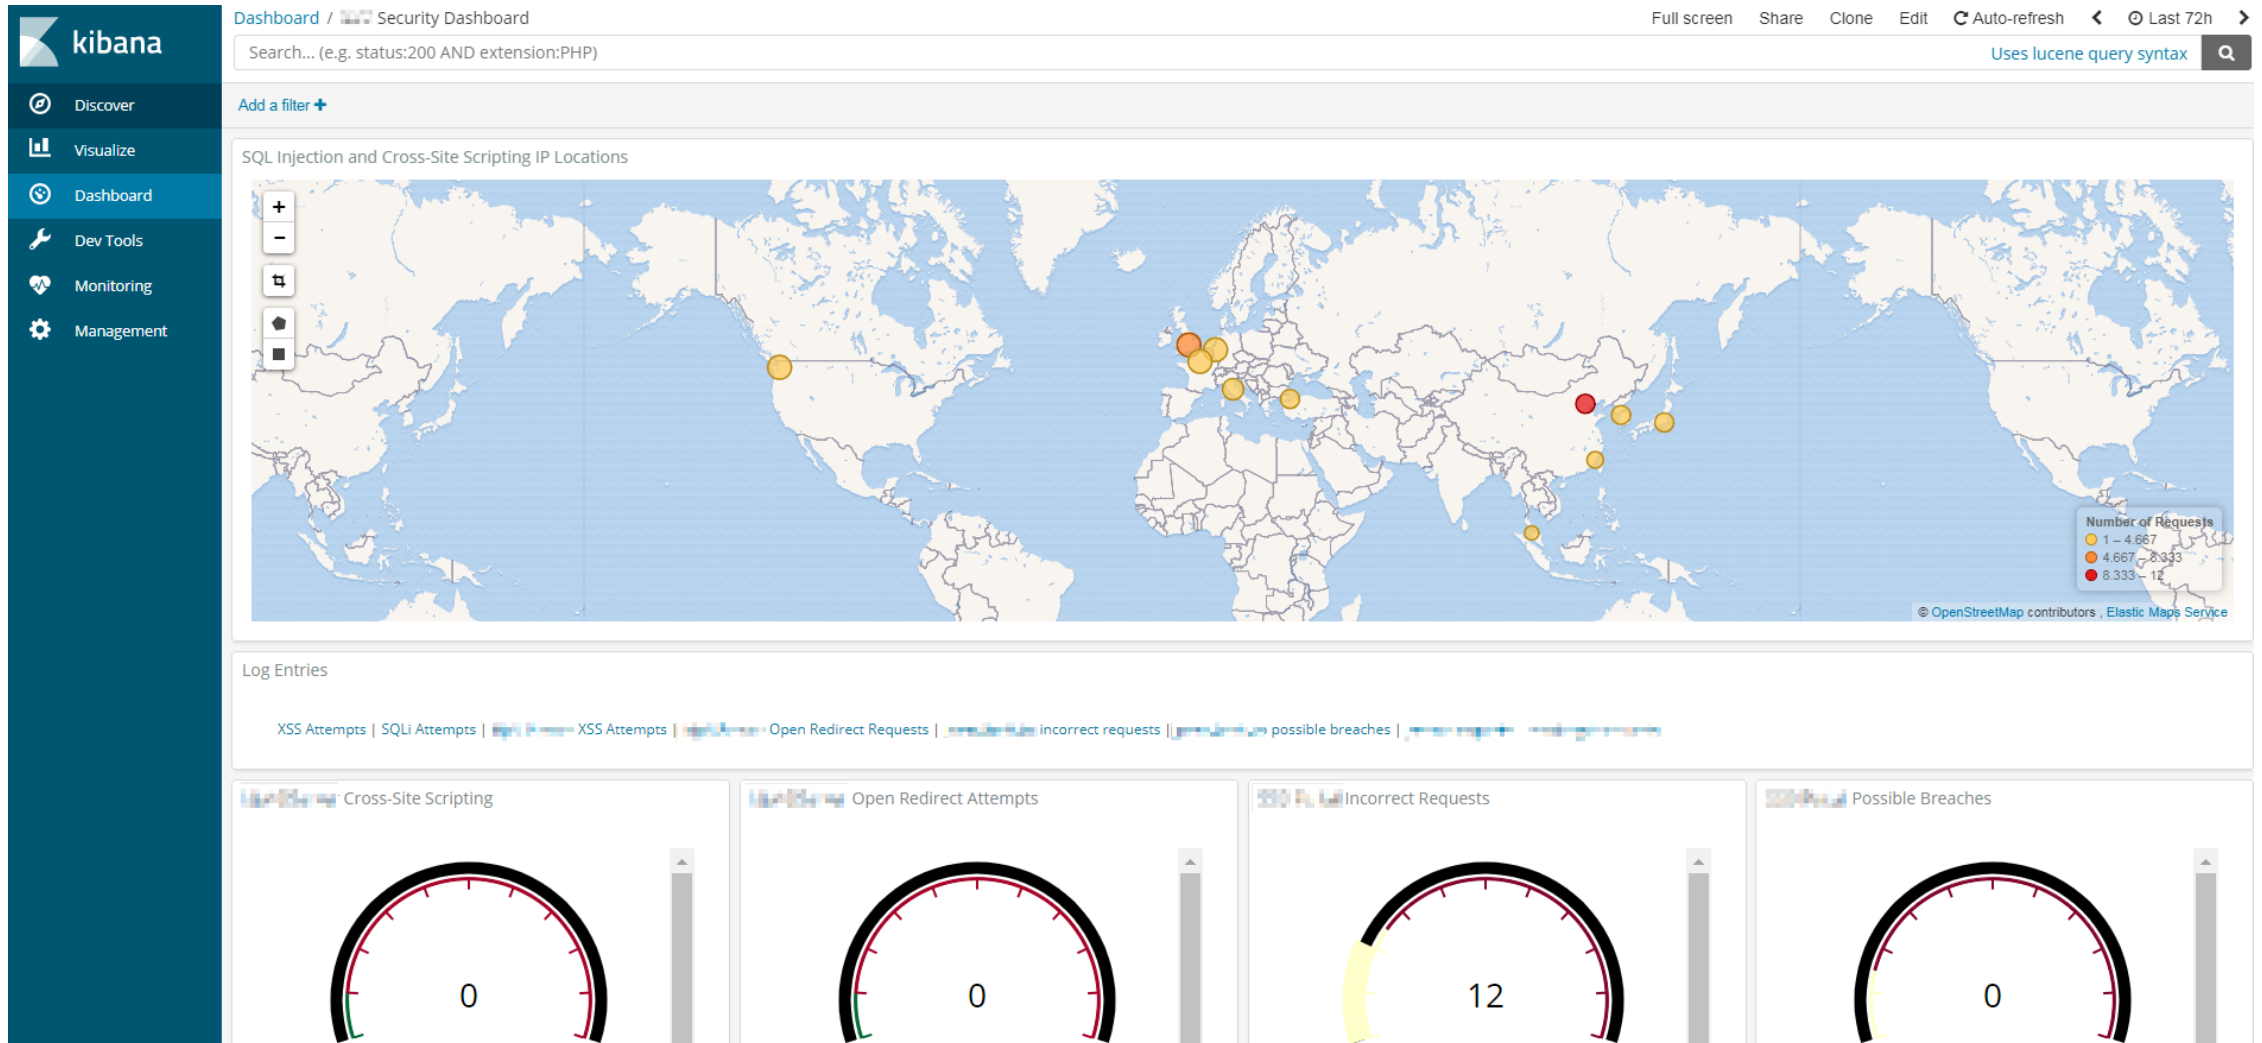 kibana
Discover
Visualize
Dashboard
Dev Tools
Monitoring
Management
Dashboard / Security Dashboard
Full screen Share Clone Edit Auto-refresh Last 72h
Search... (e.g. status:200 AND extension:PHP)
Uses lucene query syntax
Add a filter +
SQL Injection and Cross-Site Scripting IP Locations
+
−
Number of Requests
1 – 4.667
4.667 – 8.333
8.333 – 12
© OpenStreetMap contributors , Elastic Maps Service
Log Entries
XSS Attempts | SQLi Attempts | XSS Attempts | Open Redirect Requests | incorrect requests | possible breaches |
Cross-Site Scripting
0
Open Redirect Attempts
0
Incorrect Requests
12
Possible Breaches
0